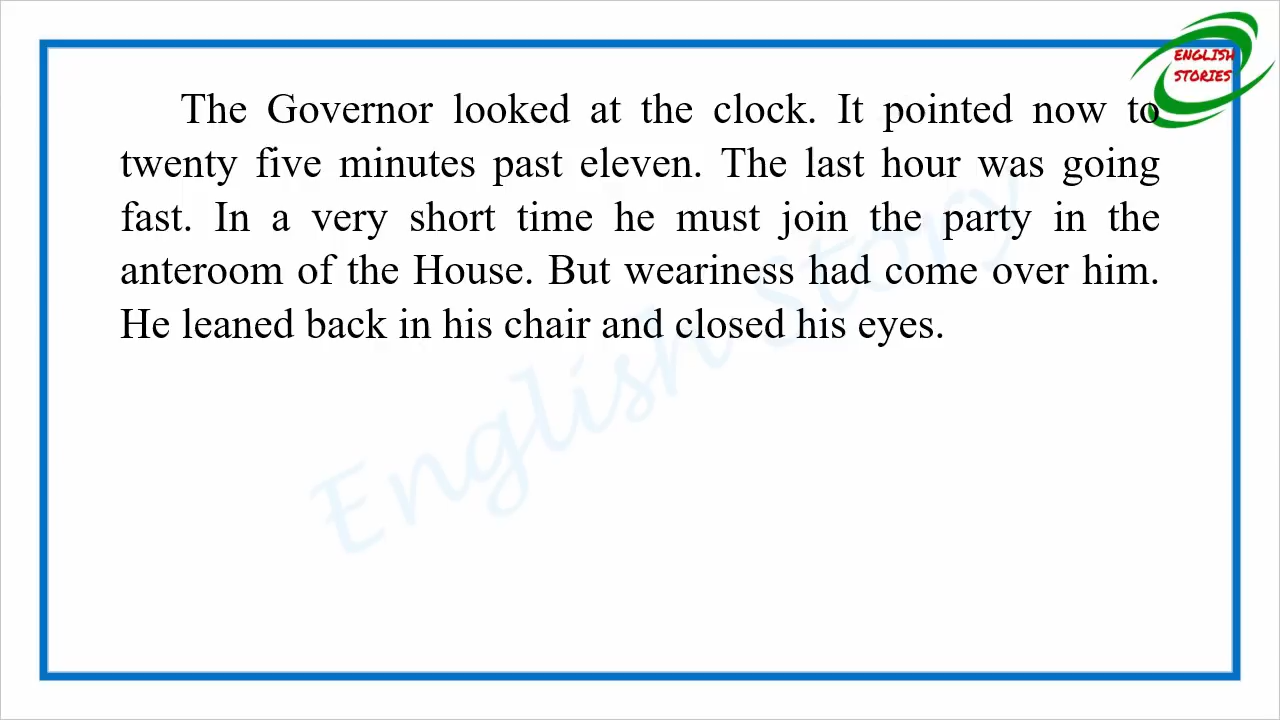 ENGLISH
STORIES
The Governor looked at the clock. It pointed now to
twenty five minutes past eleven. The last hour was going
fast. In a very short time he must join the party in the
anteroom of the House. But weariness had come over him.
He leaned back in his chair and closed his eyes.
English Story